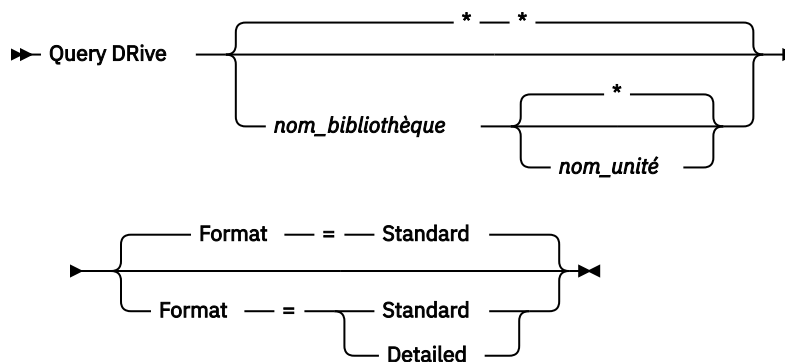 * *
Query DRive
*
nom_bibliothèque
nom_unité
Format = Standard
Format = Standard
Detailed